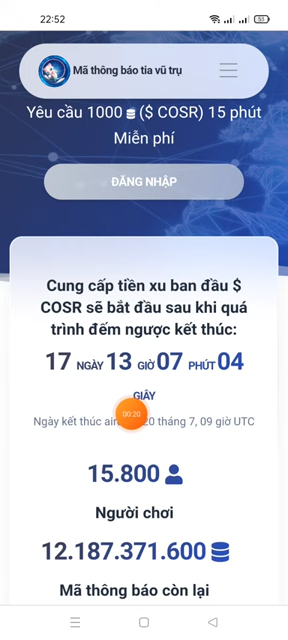 22:52
53
Mã thông báo tia vũ trụ
Yêu cầu 1000 ($ COSR) 15 phút
Miễn phí
ĐĂNG NHẬP
Cung cấp tiền xu ban đầu $
COSR sẽ bắt đầu sau khi quá
trình đếm ngược kết thúc:
17 NGÀY 13 GIỜ 07 PHÚT 04
GIÂY
00:20
Ngày kết thúc 20 tháng 7, 09 giờ UTC
15.800
Người chơi
12.187.371.600
Mã thông báo còn lại